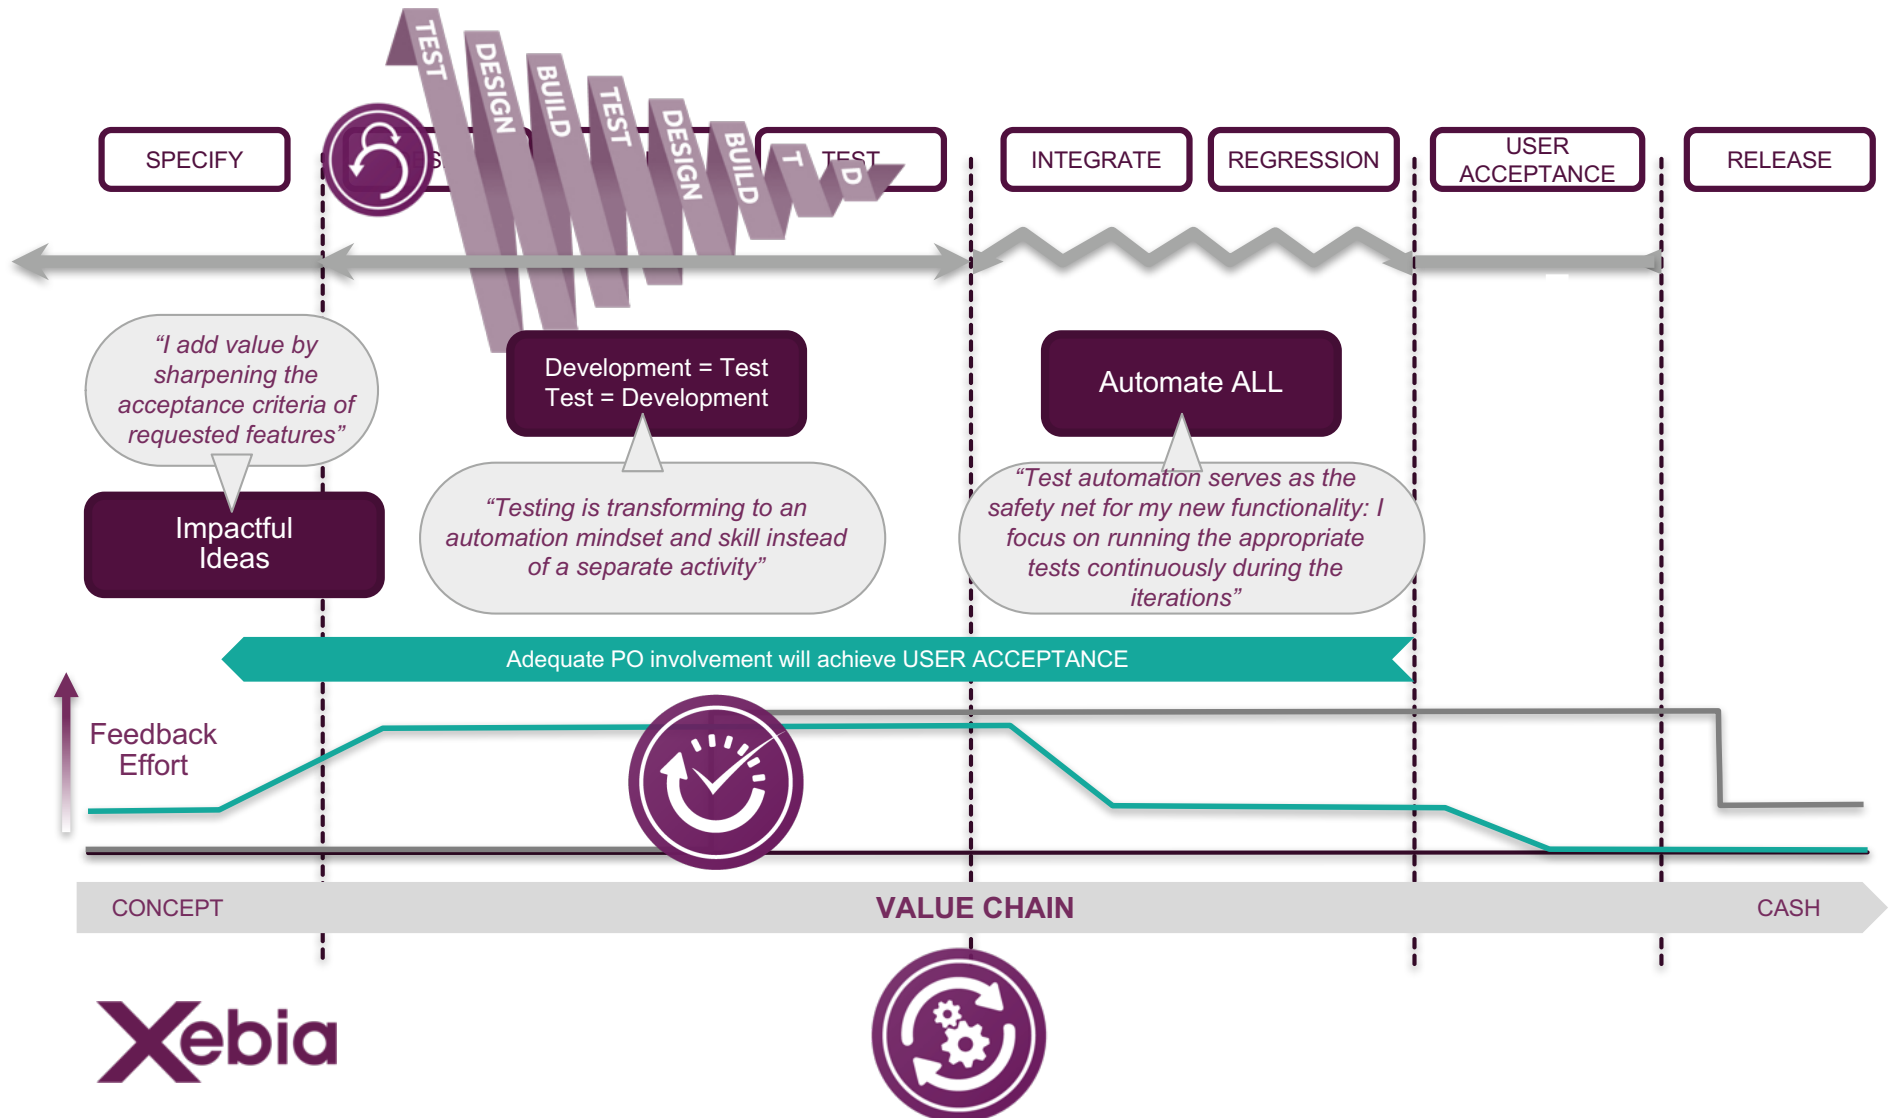 TEST
DESIGN
BUILD
TEST
DESIGN
BUILD
T
D
SPECIFY
TEST
INTEGRATE
REGRESSION
USER
ACCEPTANCE
RELEASE
“I add value by
sharpening the
acceptance criteria of
requested features”
Impactful
Ideas
Development = Test
Test = Development
“Testing is transforming to an
automation mindset and skill instead
of a separate activity”
Automate ALL
“Test automation serves as the
safety net for my new functionality: I
focus on running the appropriate
tests continuously during the
iterations”
Adequate PO involvement will achieve USER ACCEPTANCE
Feedback
Effort
CONCEPT
VALUE CHAIN
CASH
Xebia